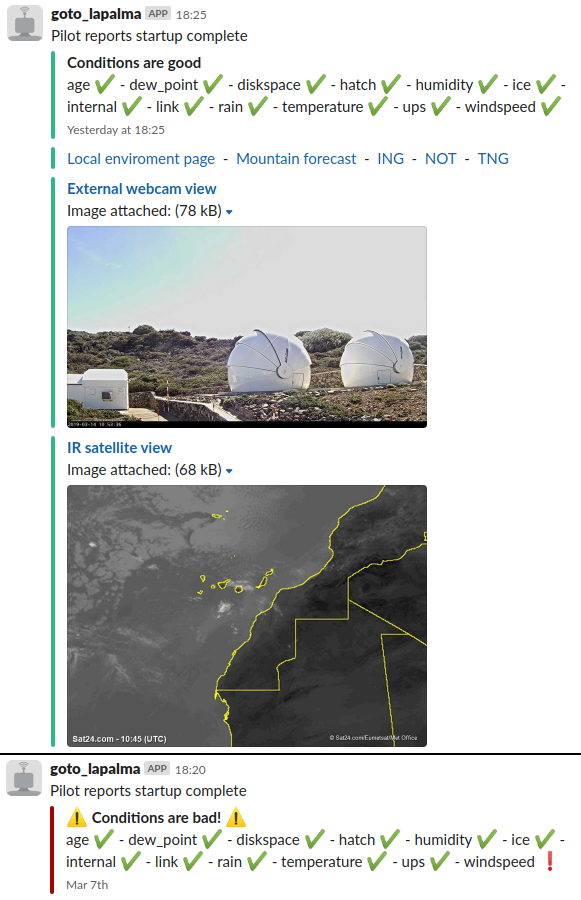 goto_lapalma APP 18:25
Pilot reports startup complete
Conditions are good
age ✔ - dew_point ✔ - diskspace ✔ - hatch ✔ - humidity ✔ - ice ✔ -
internal ✔ - link ✔ - rain ✔ - temperature ✔ - ups ✔ - windspeed ✔
Yesterday at 18:25
Local enviroment page - Mountain forecast - ING - NOT - TNG
External webcam view
Image attached: (78 kB)
2019-03-14 10:53:36
IR satellite view
Image attached: (68 kB)
Sat24.com - 10:45 (UTC)
© Sat24.com/Eumetsat/Met Office
goto_lapalma APP 18:20
Pilot reports startup complete
⚠ Conditions are bad! ⚠
age ✔ - dew_point ✔ - diskspace ✔ - hatch ✔ - humidity ✔ - ice ✔ -
internal ✔ - link ✔ - rain ✔ - temperature ✔ - ups ✔ - windspeed ❗
Mar 7th